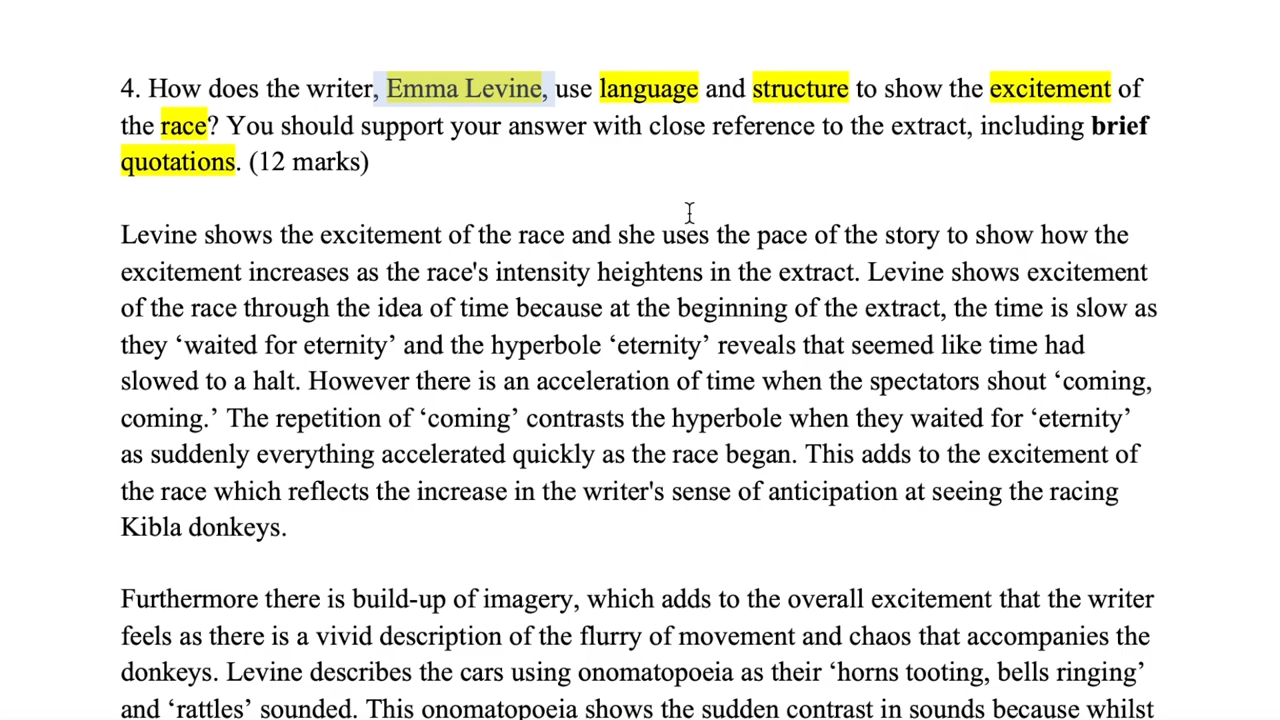 4. How does the writer, Emma Levine, use language and structure to show the excitement of
the race? You should support your answer with close reference to the extract, including brief
quotations. (12 marks)
Levine shows the excitement of the race and she uses the pace of the story to show how the
excitement increases as the race's intensity heightens in the extract. Levine shows excitement
of the race through the idea of time because at the beginning of the extract, the time is slow as
they ‘waited for eternity’ and the hyperbole ‘eternity’ reveals that seemed like time had
slowed to a halt. However there is an acceleration of time when the spectators shout ‘coming,
coming.’ The repetition of ‘coming’ contrasts the hyperbole when they waited for ‘eternity’
as suddenly everything accelerated quickly as the race began. This adds to the excitement of
the race which reflects the increase in the writer's sense of anticipation at seeing the racing
Kibla donkeys.
Furthermore there is build-up of imagery, which adds to the overall excitement that the writer
feels as there is a vivid description of the flurry of movement and chaos that accompanies the
donkeys. Levine describes the cars using onomatopoeia as their ‘horns tooting, bells ringing’
and ‘rattles’ sounded. This onomatopoeia shows the sudden contrast in sounds because whilst